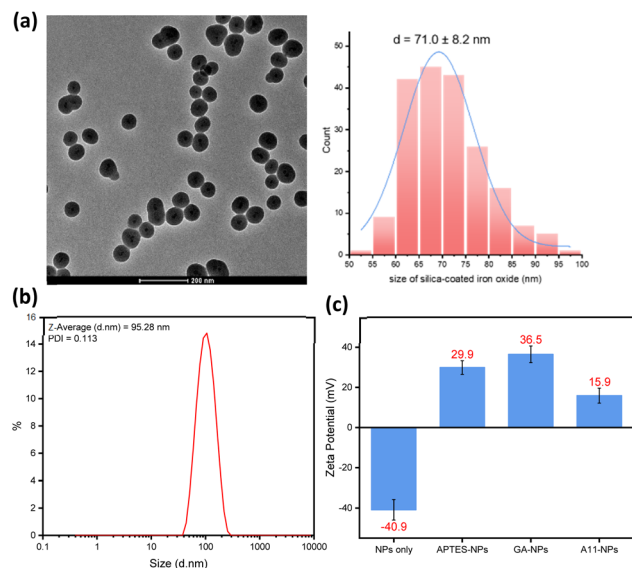 (a)
200 nm
d = 71.0 ± 8.2 nm
Count
50
40
30
20
10
0
50 55 60 65 70 75 80 85 90 95 100
size of silica-coated iron oxide (nm)
(b)
Z-Average (d.nm) = 95.28 nm
PDI = 0.113
%
16
14
12
10
8
6
4
2
0
0.1 1 10 100 1000 10000
Size (d.nm)
(c)
Zeta Potential (mV)
40
20
0
-20
-40
29.9
36.5
15.9
-40.9
NPs only APTES-NPs GA-NPs A11-NPs